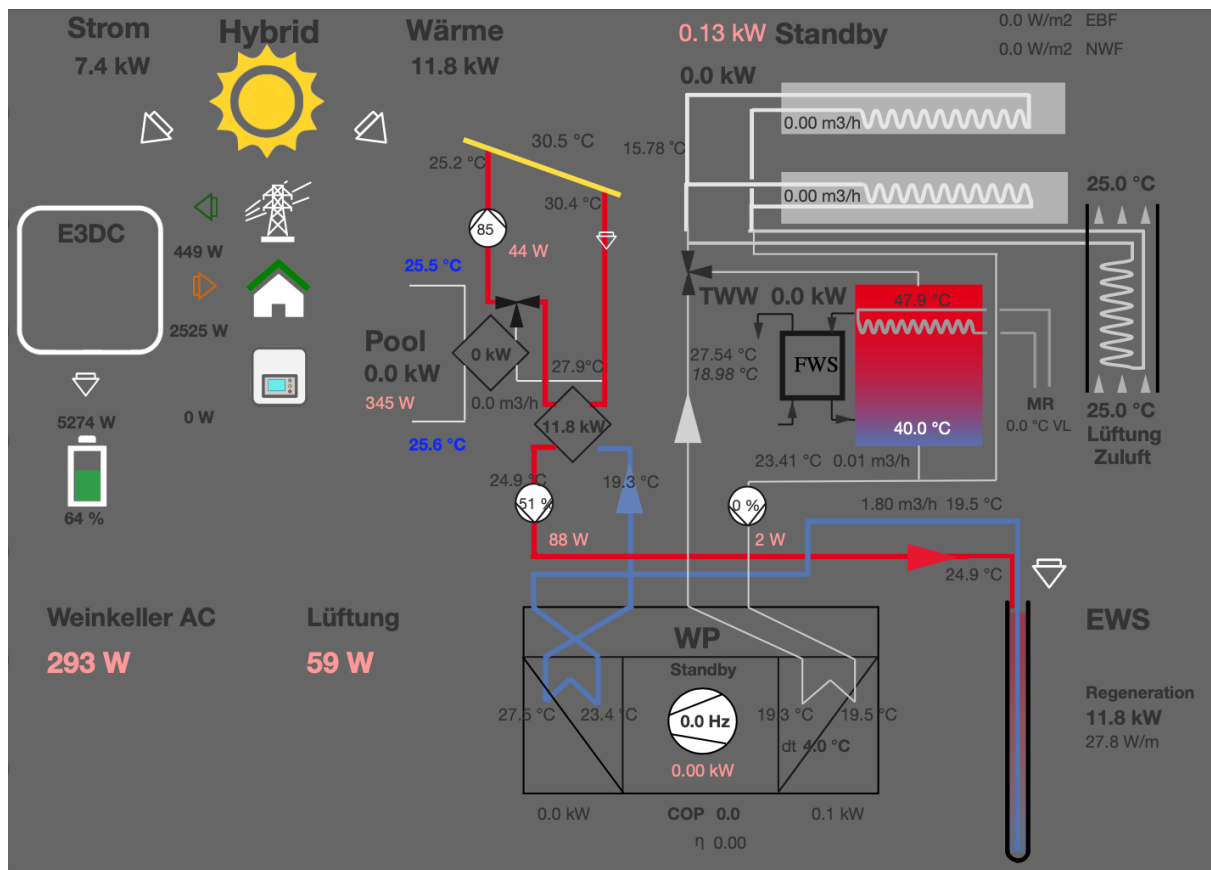 Strom
7.4 kW
Hybrid
Wärme
11.8 kW
0.13 kW Standby
0.0 kW
0.0 W/m2 EBF
0.0 W/m2 NWF
0.00 m3/h
15.78 °C
30.5 °C
25.2 °C
30.4 °C
0.00 m3/h
25.0 °C
E3DC
449 W
2525 W
0 W
5274 W
64 %
85
44 W
25.5 °C
Pool
0.0 kW
345 W
0 kW
27.9°C
0.0 m3/h
11.8 kW
25.6 °C
TWW 0.0 kW
47.9 °C
27.54 °C
18.98 °C
FWS
40.0 °C
MR
0.0 °C VL
25.0 °C
Lüftung
Zuluft
23.41 °C 0.01 m3/h
24.9 °C
19.3 °C
51 %
0 %
1.80 m3/h 19.5 °C
88 W
2 W
24.9 °C
Weinkeller AC
293 W
Lüftung
59 W
WP
Standby
27.5 °C
23.4 °C
0.0 Hz
19.3 °C
19.5 °C
dt 4.0 °C
0.00 kW
0.0 kW
COP 0.0
0.1 kW
η 0.00
EWS
Regeneration
11.8 kW
27.8 W/m